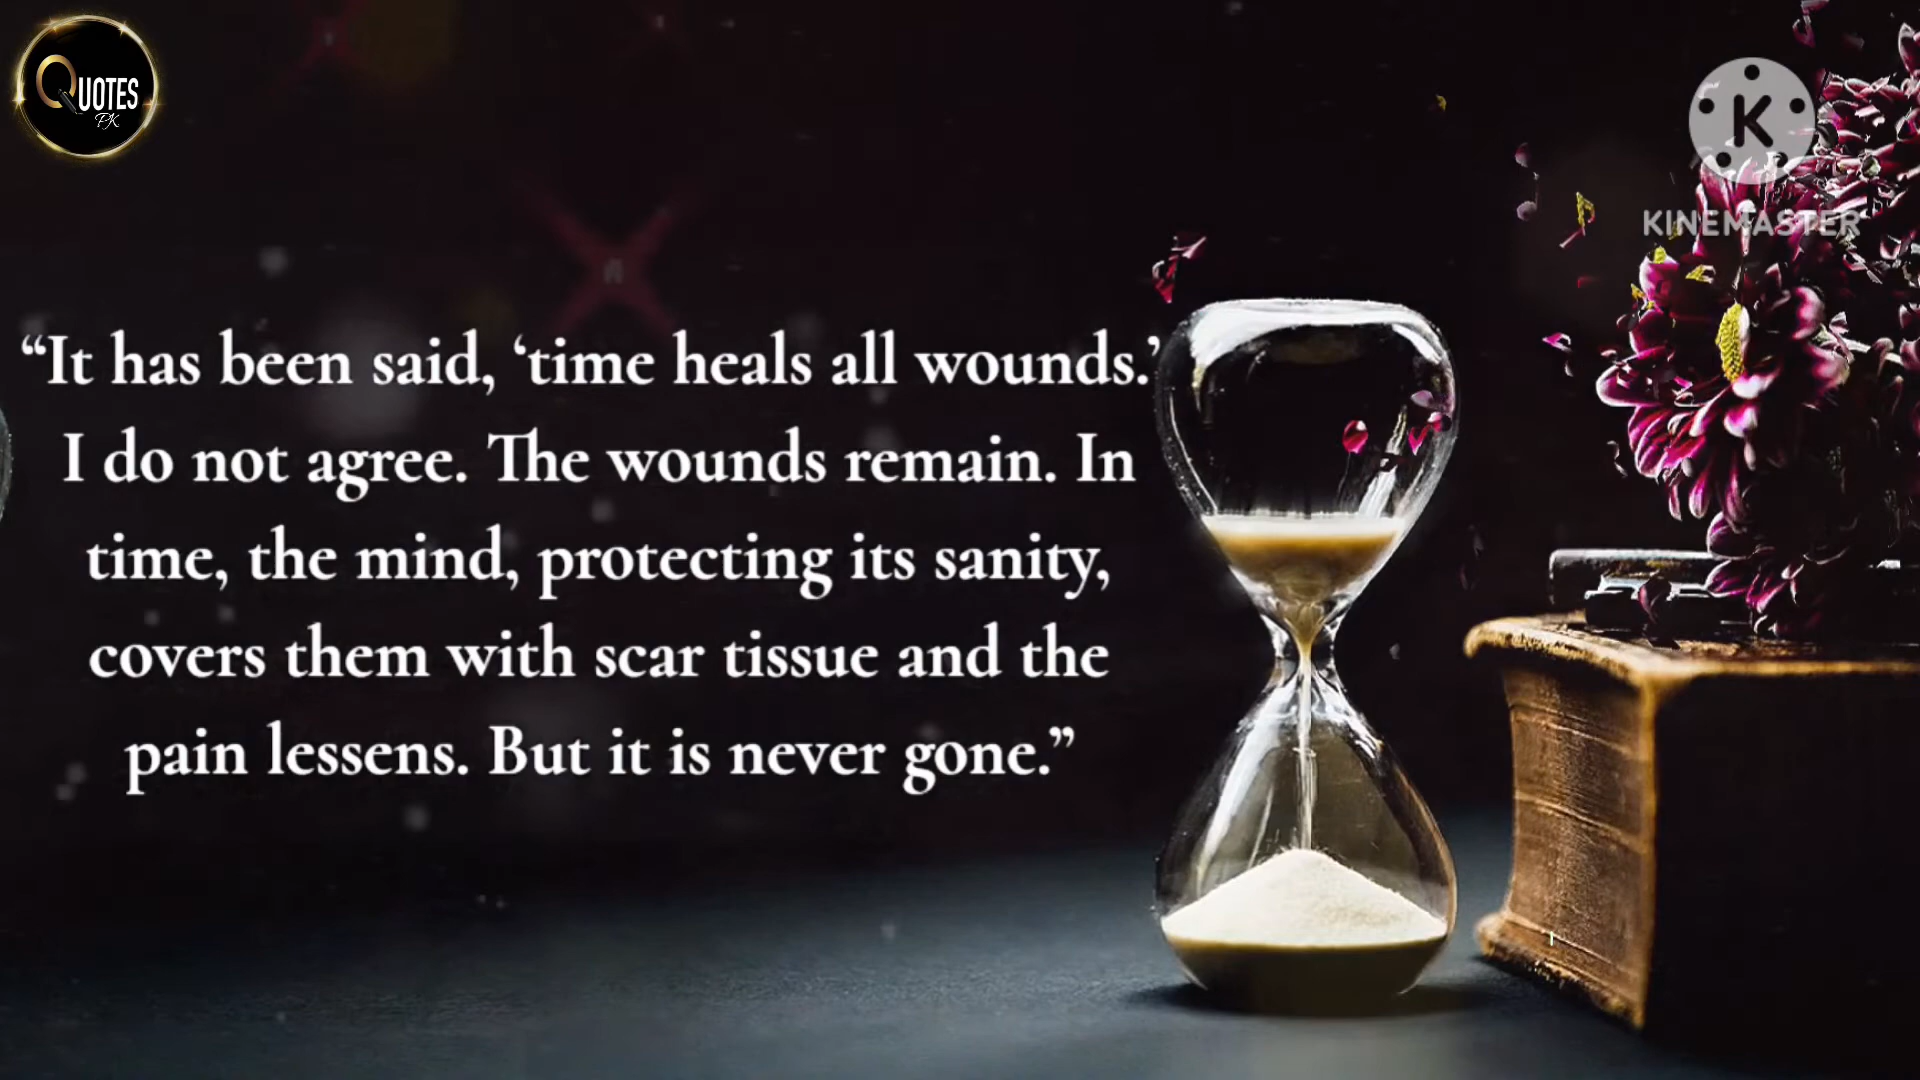 QUOTES
PK
K
KINEMASTER
“It has been said, ‘time heals all wounds.’
I do not agree. The wounds remain. In
time, the mind, protecting its sanity,
covers them with scar tissue and the
pain lessens. But it is never gone.”